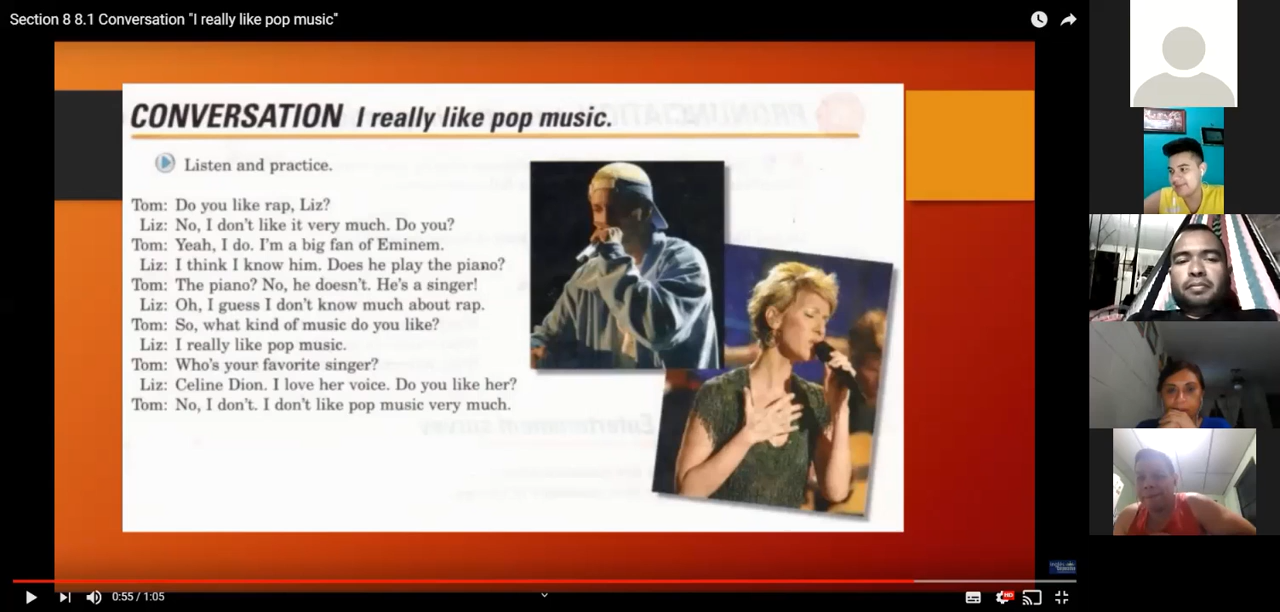 Section 8 8.1 Conversation "I really like pop music"
CONVERSATION I really like pop music.
Listen and practice.
Tom: Do you like rap, Liz?
Liz: No, I don't like it very much. Do you?
Tom: Yeah, I do. I'm a big fan of Eminem.
Liz: I think I know him. Does he play the piano?
Tom: The piano? No, he doesn't. He's a singer!
Liz: Oh, I guess I don't know much about rap.
Tom: So, what kind of music do you like?
Liz: I really like pop music.
Tom: Who's your favorite singer?
Liz: Celine Dion. I love her voice. Do you like her?
Tom: No, I don't. I don't like pop music very much.
Entertainment survey
0:55 / 1:05
HD